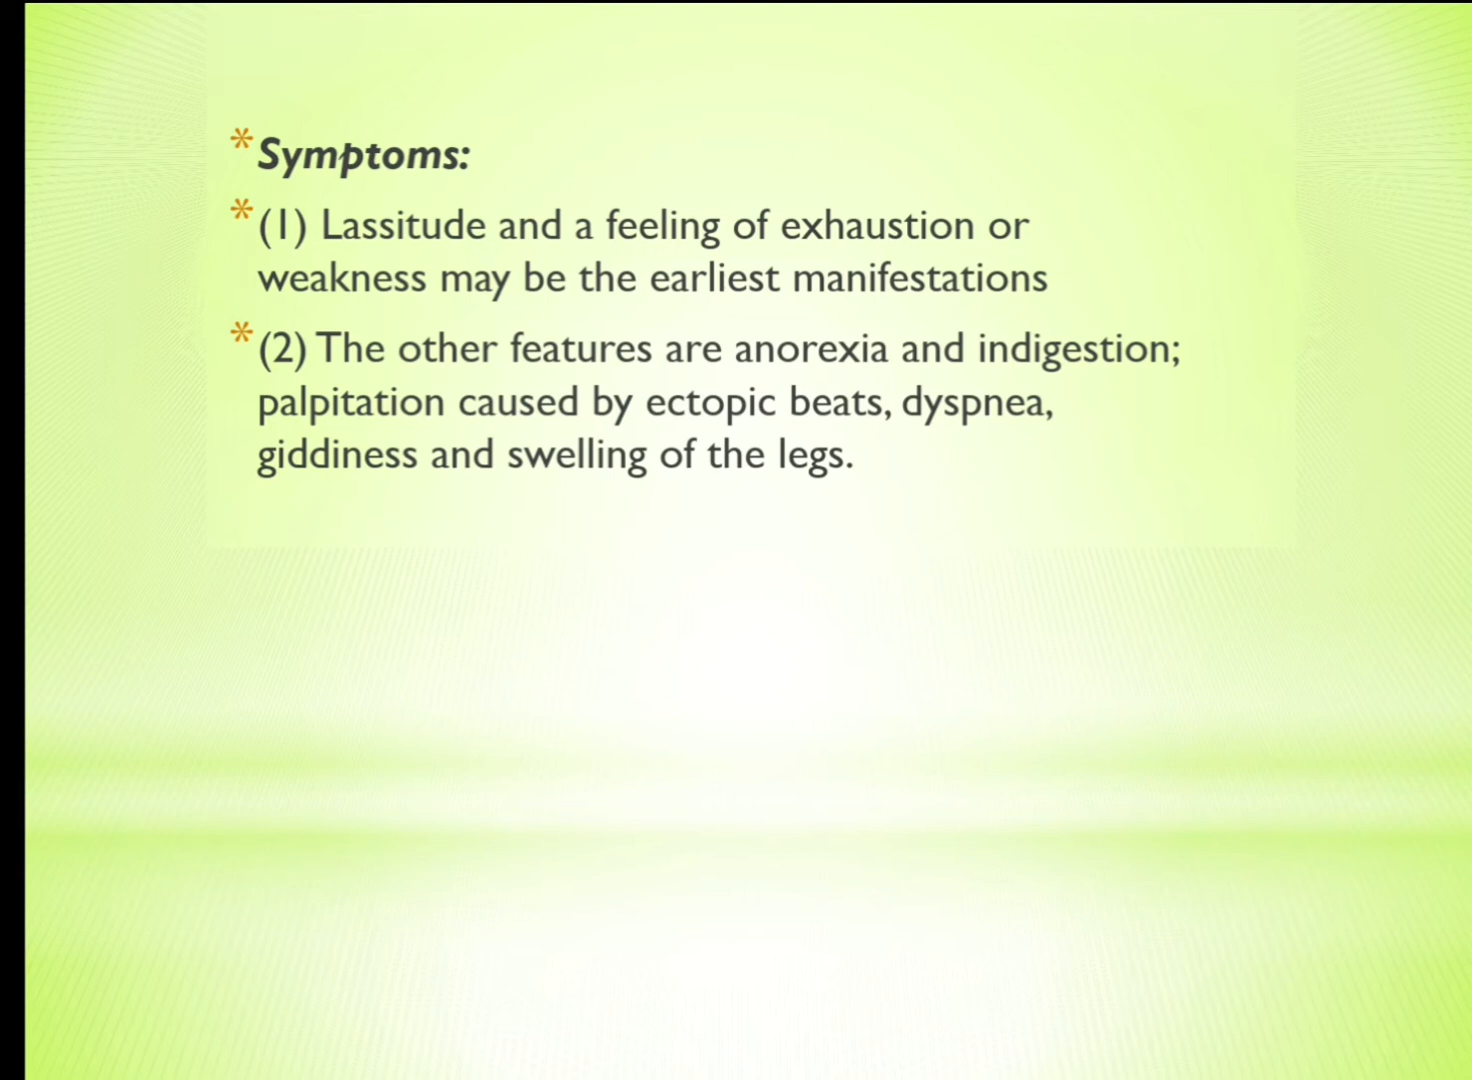 * Symptoms:
* (1) Lassitude and a feeling of exhaustion or
weakness may be the earliest manifestations
* (2) The other features are anorexia and indigestion;
palpitation caused by ectopic beats, dyspnea,
giddiness and swelling of the legs.